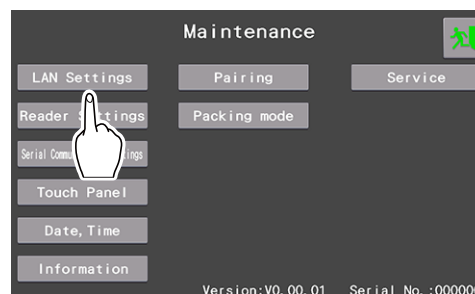 Maintenance
LAN Settings
Pairing
Service
Reader
Packing mode
Serial
Touch Panel
Date, Time
Information
Version:V0.00.01 Serial No.:00000